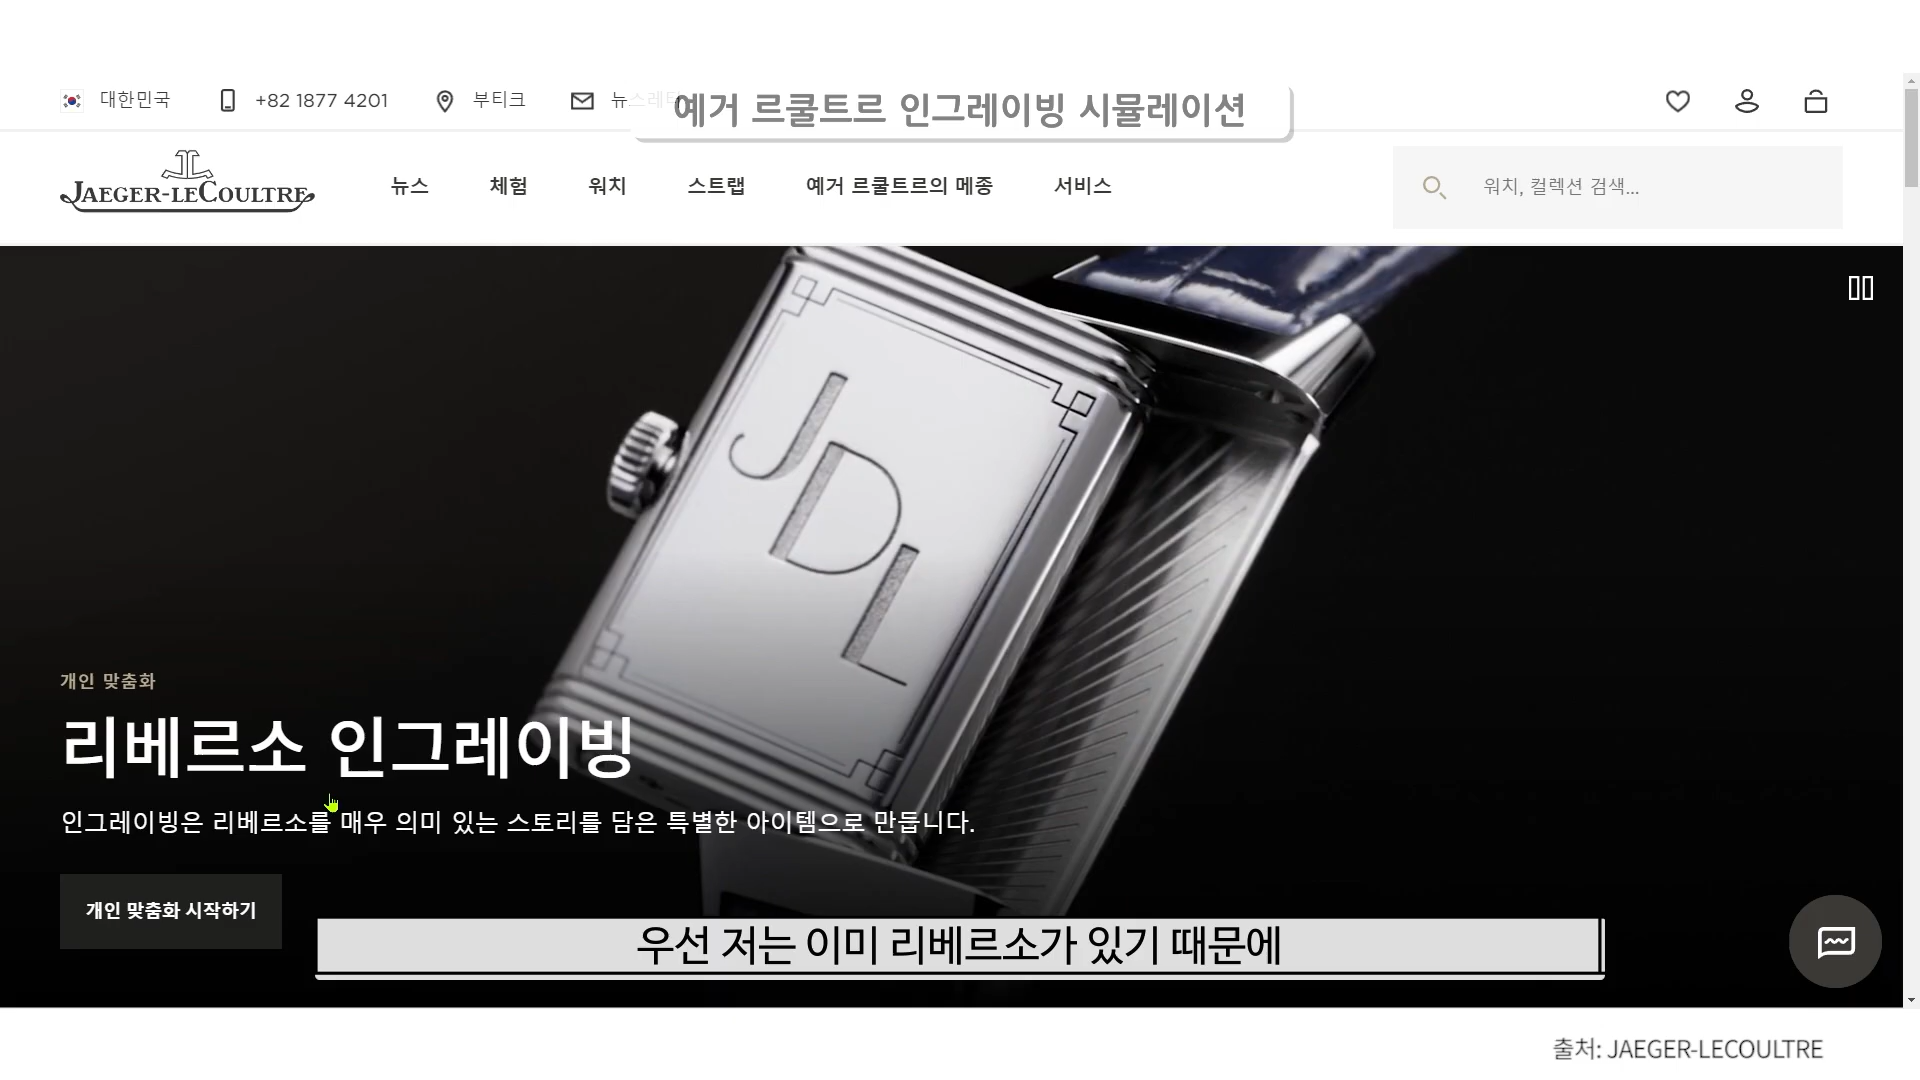 대한민국
+82 1877 4201
부티크
뉴스레터
예거 르쿨트르 인그레이빙 시뮬레이션
JAEGER-LECOULTRE
뉴스
체험
워치
스트랩
예거 르쿨트르의 메종
서비스
워치, 컬렉션 검색...
JDL
개인 맞춤화
리베르소 인그레이빙
인그레이빙은 리베르소를 매우 의미 있는 스토리를 담은 특별한 아이템으로 만듭니다.
개인 맞춤화 시작하기
우선 저는 이미 리베르소가 있기 때문에
출처: JAEGER-LECOULTRE